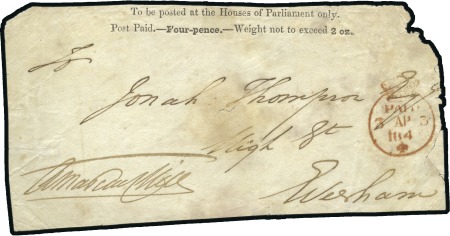 To be posted at the Houses of Parliament only.
Post Paid.—Four-pence.—Weight not to exceed 2 oz.
To
Jonah Thompson Esq
High St
Evesham
PAID
3 AP 3
184